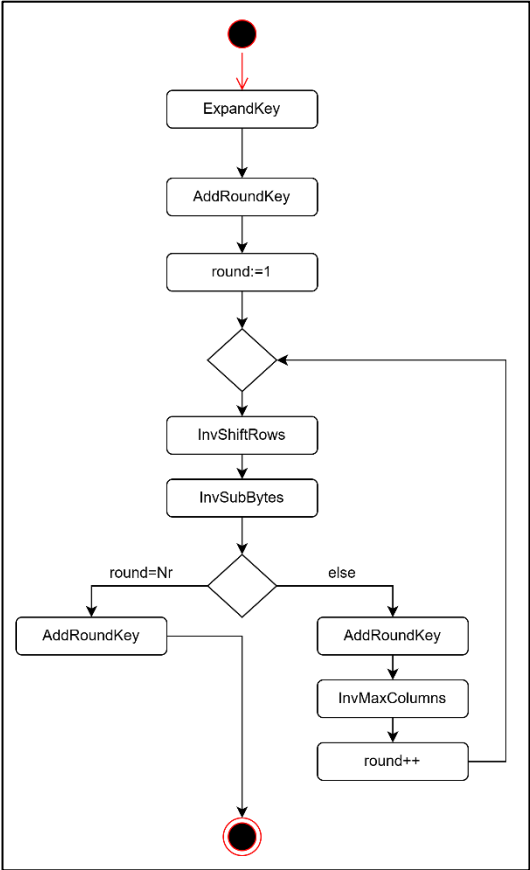 ExpandKey
AddRoundKey
round:=1
InvShiftRows
InvSubBytes
round=Nr
else
AddRoundKey
AddRoundKey
InvMaxColumns
round++